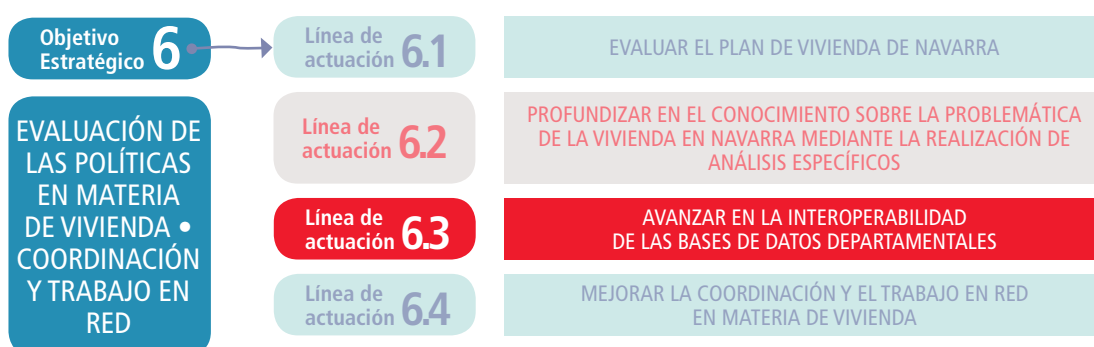 Objetivo
Estratégico 6
EVALUACIÓN DE
LAS POLÍTICAS
EN MATERIA
DE VIVIENDA •
COORDINACIÓN
Y TRABAJO EN
RED
Línea de
actuación 6.1
EVALUAR EL PLAN DE VIVIENDA DE NAVARRA
Línea de
actuación 6.2
PROFUNDIZAR EN EL CONOCIMIENTO SOBRE LA PROBLEMÁTICA
DE LA VIVIENDA EN NAVARRA MEDIANTE LA REALIZACIÓN DE
ANÁLISIS ESPECÍFICOS
Línea de
actuación 6.3
AVANZAR EN LA INTEROPERABILIDAD
DE LAS BASES DE DATOS DEPARTAMENTALES
Línea de
actuación 6.4
MEJORAR LA COORDINACIÓN Y EL TRABAJO EN RED
EN MATERIA DE VIVIENDA